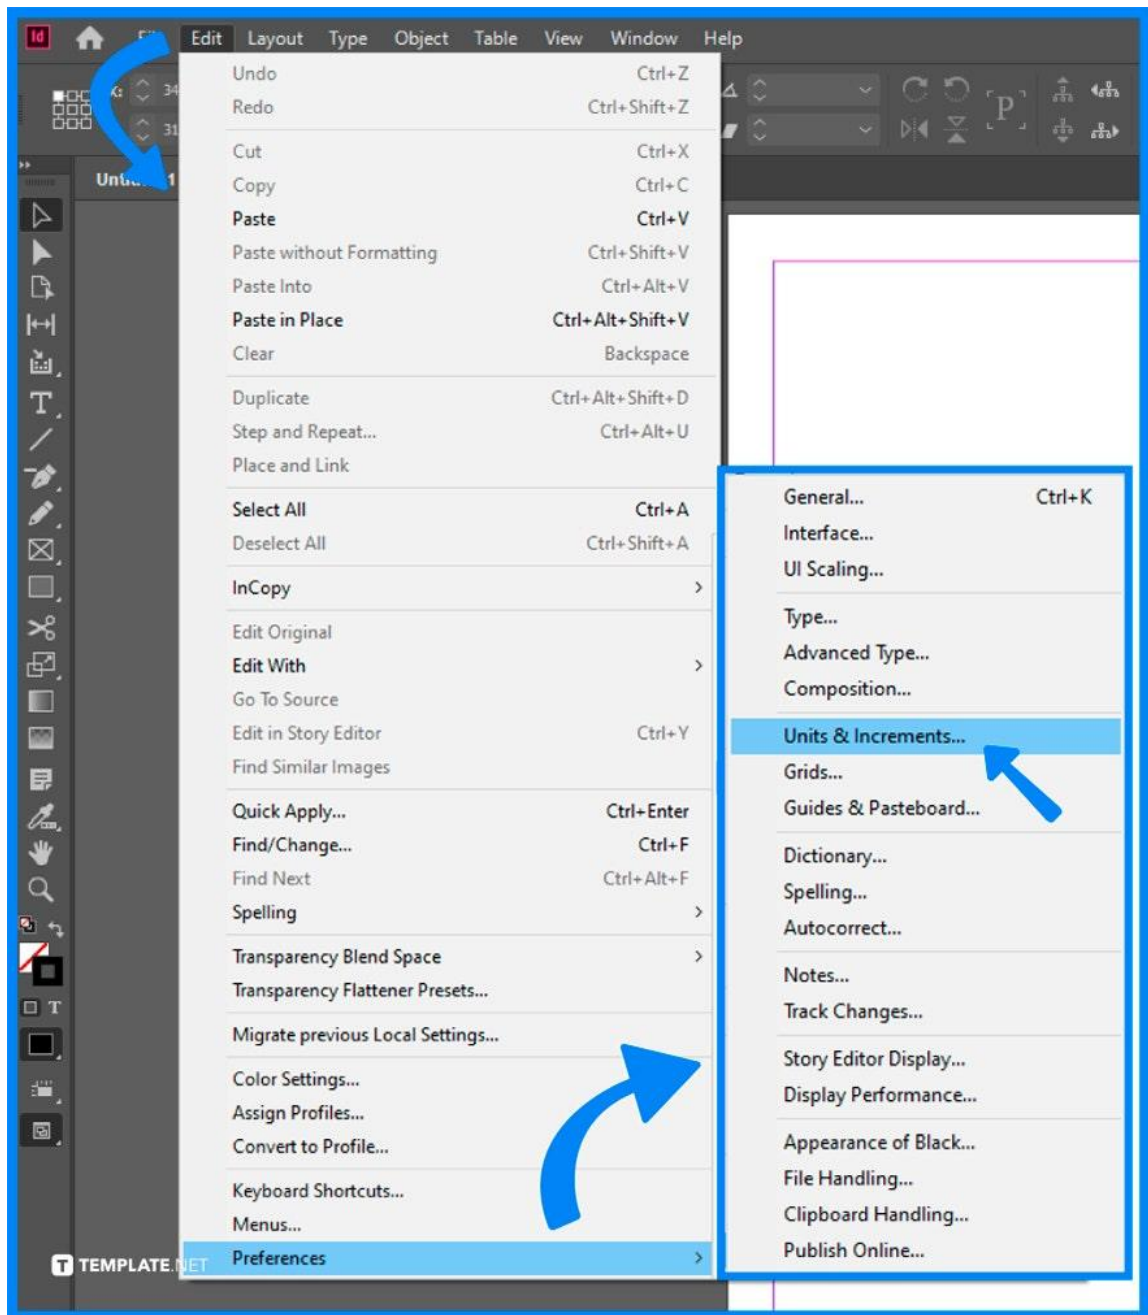 Id
Edit Layout Type Object Table View Window Help
X: 34
31
P
Undo Ctrl+Z
Redo Ctrl+Shift+Z
Cut Ctrl+X
Copy Ctrl+C
Paste Ctrl+V
Paste without Formatting Ctrl+Shift+V
Paste Into Ctrl+Alt+V
Paste in Place Ctrl+Alt+Shift+V
Clear Backspace
Duplicate Ctrl+Alt+Shift+D
Step and Repeat... Ctrl+Alt+U
Place and Link
Select All Ctrl+A
Deselect All Ctrl+Shift+A
InCopy
Edit Original
Edit With
Go To Source
Edit in Story Editor Ctrl+Y
Find Similar Images
Quick Apply... Ctrl+Enter
Find/Change... Ctrl+F
Find Next Ctrl+Alt+F
Spelling
Transparency Blend Space
Transparency Flattener Presets...
Migrate previous Local Settings...
Color Settings...
Assign Profiles...
Convert to Profile...
Keyboard Shortcuts...
Menus...
Preferences
General... Ctrl+K
Interface...
UI Scaling...
Type...
Advanced Type...
Composition...
Units & Increments...
Grids...
Guides & Pasteboard...
Dictionary...
Spelling...
Autocorrect...
Notes...
Track Changes...
Story Editor Display...
Display Performance...
Appearance of Black...
File Handling...
Clipboard Handling...
Publish Online...
T TEMPLATE.NET